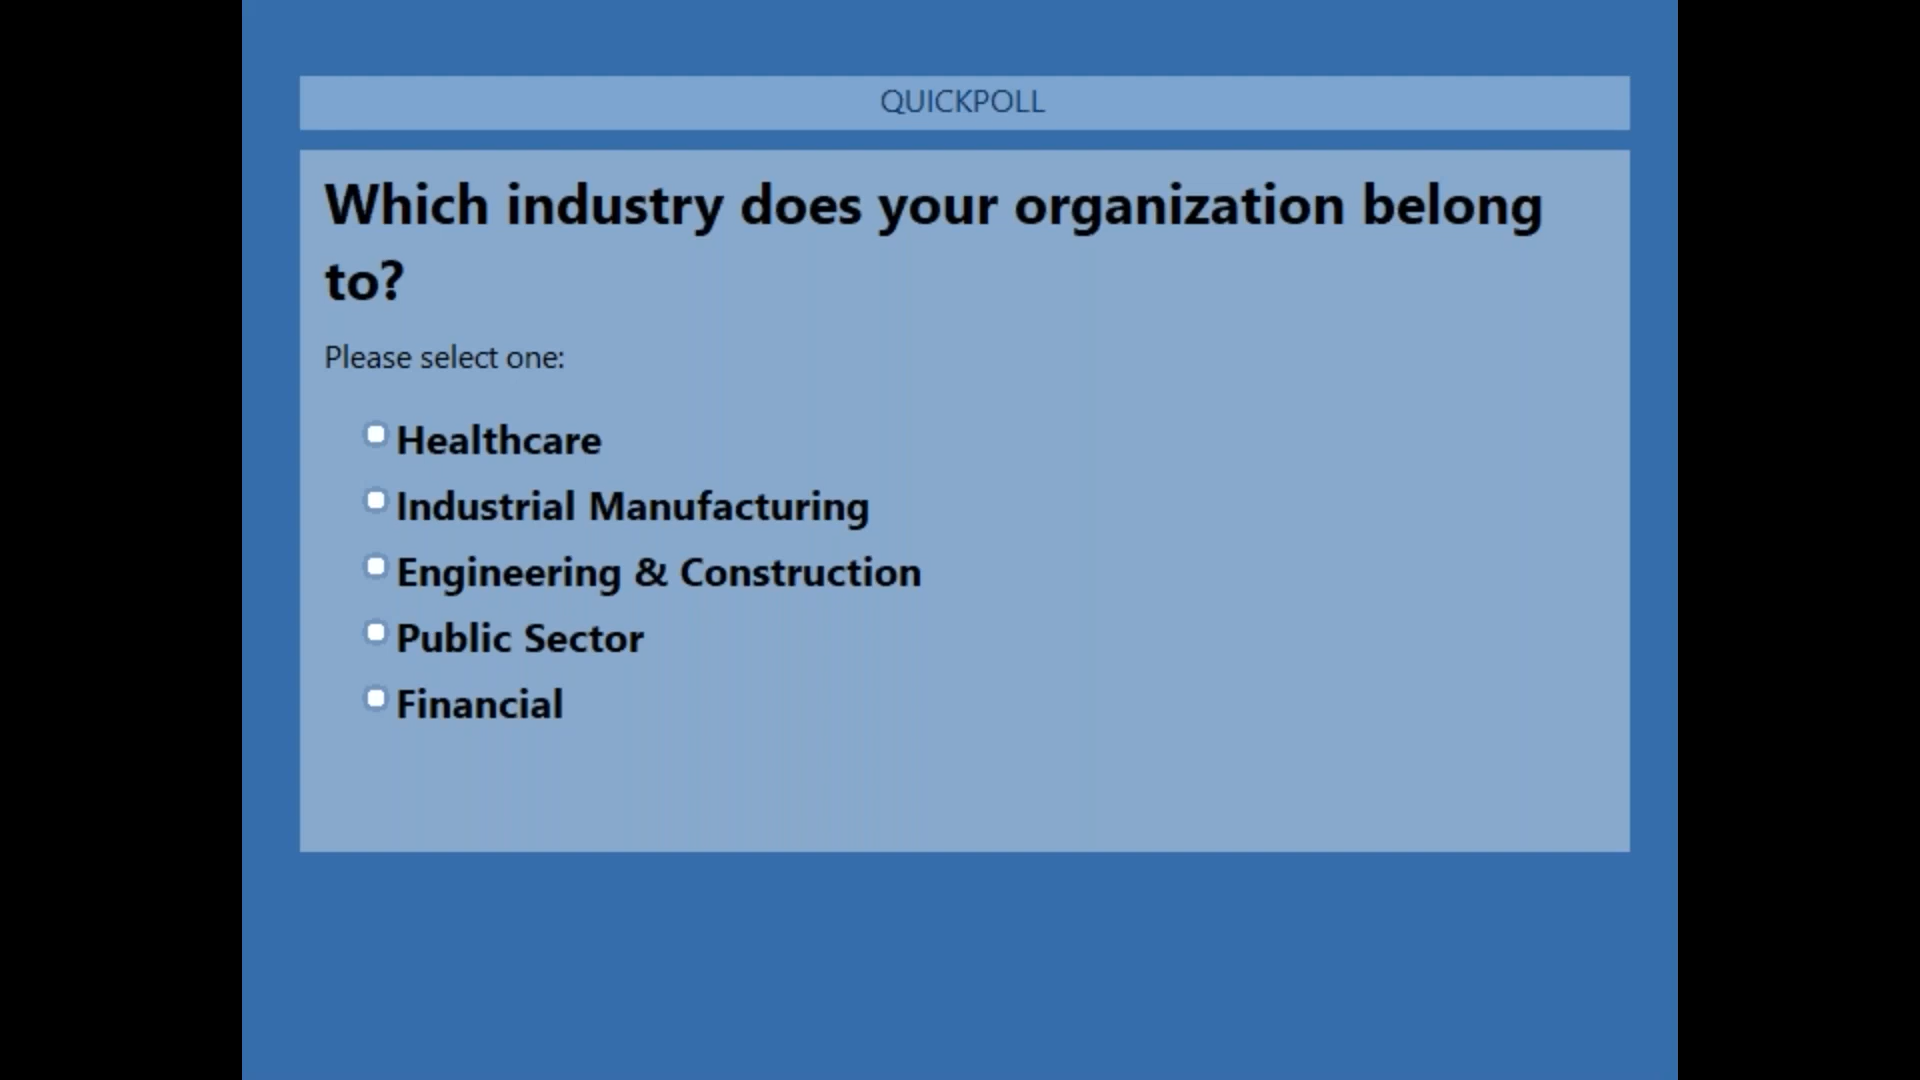 QUICKPOLL
Which industry does your organization belong
to?
Please select one:
Healthcare
Industrial Manufacturing
Engineering & Construction
Public Sector
Financial